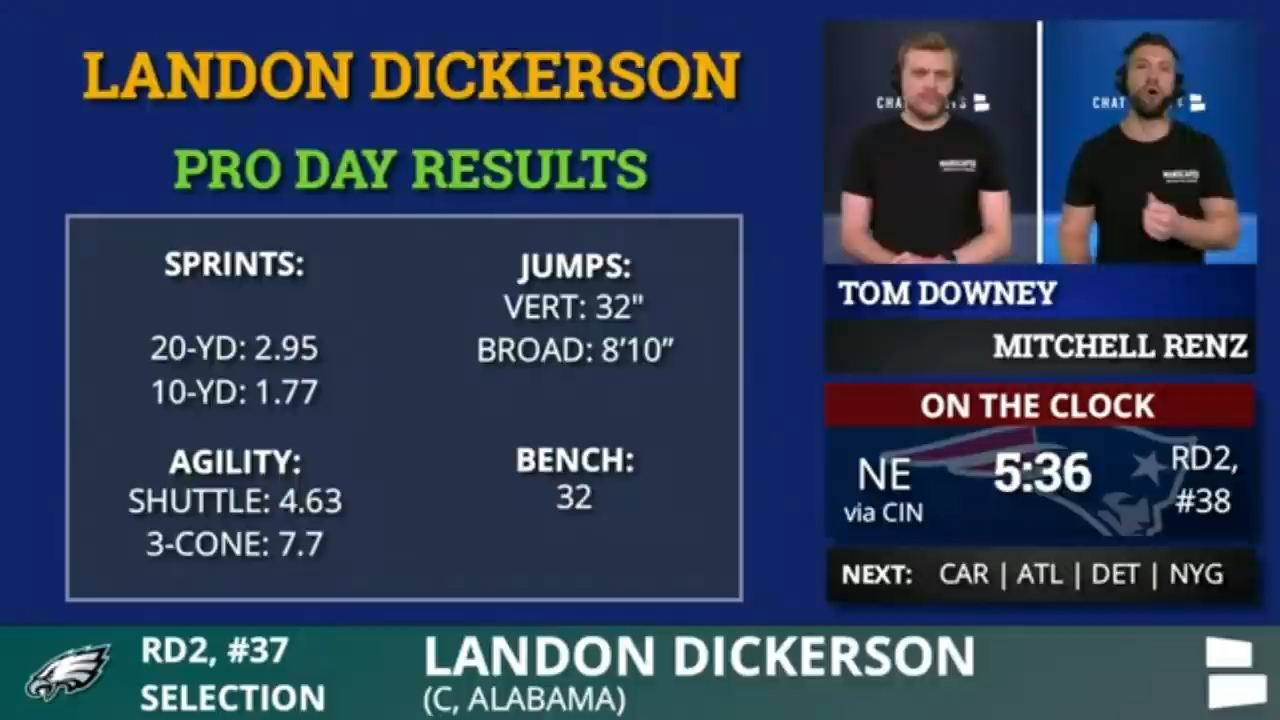 LANDON DICKERSON
PRO DAY RESULTS
SPRINTS:
20-YD: 2.95
10-YD: 1.77
JUMPS:
VERT: 32"
BROAD: 8’10”
AGILITY:
SHUTTLE: 4.63
3-CONE: 7.7
BENCH:
32
CHAT
CHAT
TOM DOWNEY
MITCHELL RENZ
ON THE CLOCK
NE
via CIN
5:36
RD2,
#38
NEXT: CAR | ATL | DET | NYG
RD2, #37
SELECTION
LANDON DICKERSON
(C, ALABAMA)